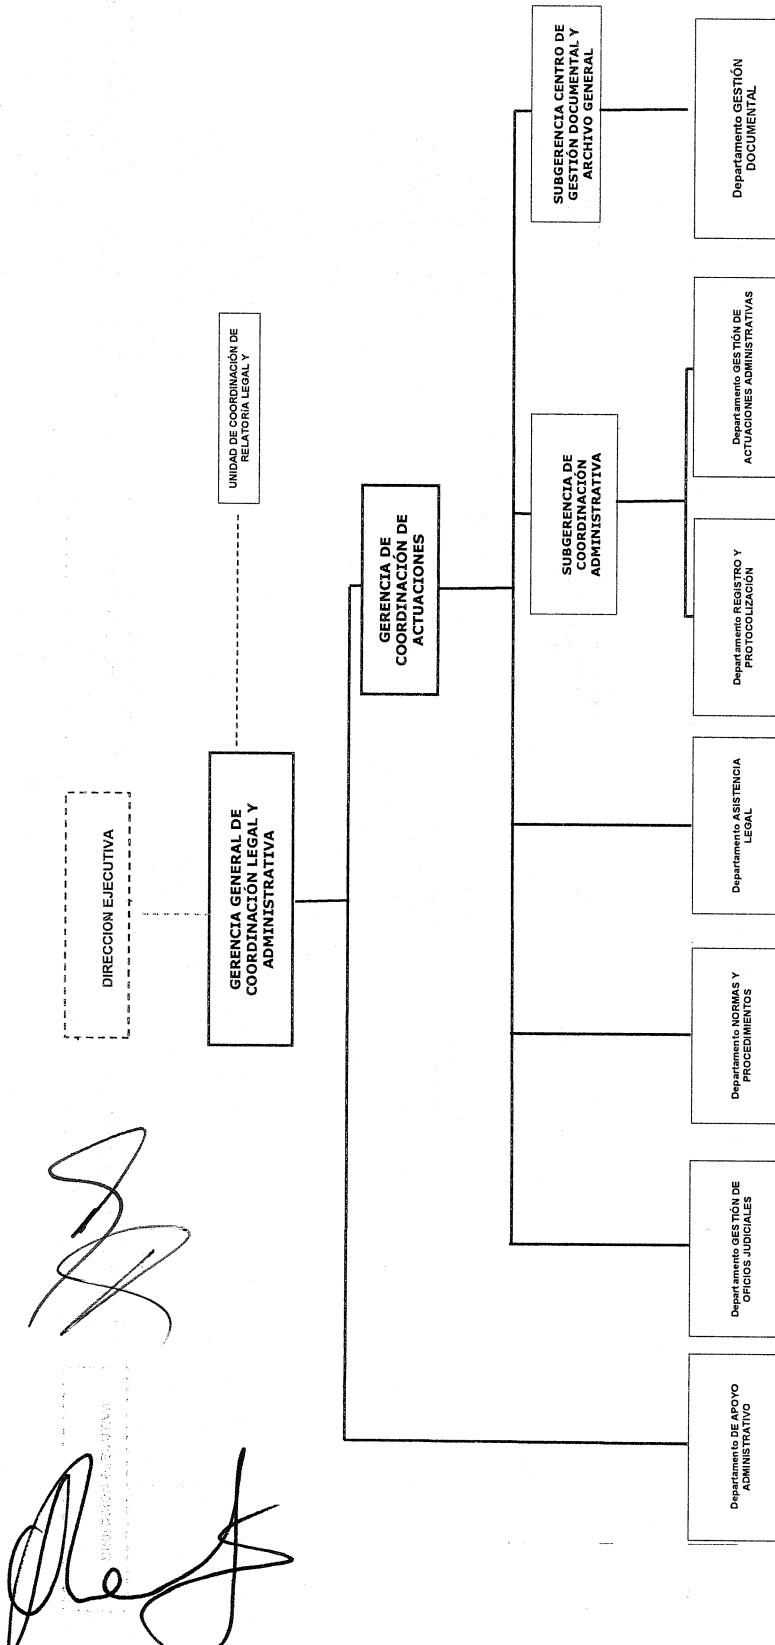 DIRECCION EJECUTIVA
GERENCIA GENERAL DE
COORDINACIÓN LEGAL Y
ADMINISTRATIVA
UNIDAD DE COORDINACIÓN DE
RELATORÍA LEGAL Y
GERENCIA DE
COORDINACIÓN DE
ACTUACIONES
SUBGERENCIA DE
COORDINACIÓN
ADMINISTRATIVA
SUBGERENCIA CENTRO DE
GESTIÓN DOCUMENTAL Y
ARCHIVO GENERAL
Departamento DE APOYO
ADMINISTRATIVO
Departamento GESTIÓN DE
OFICIOS JUDICIALES
Departamento NORMAS Y
PROCEDIMIENTOS
Departamento ASISTENCIA
LEGAL
Departamento REGISTRO Y
PROTOCOLIZACIÓN
Departamento GESTIÓN DE
ACTUACIONES ADMINISTRATIVAS
Departamento GESTIÓN
DOCUMENTAL